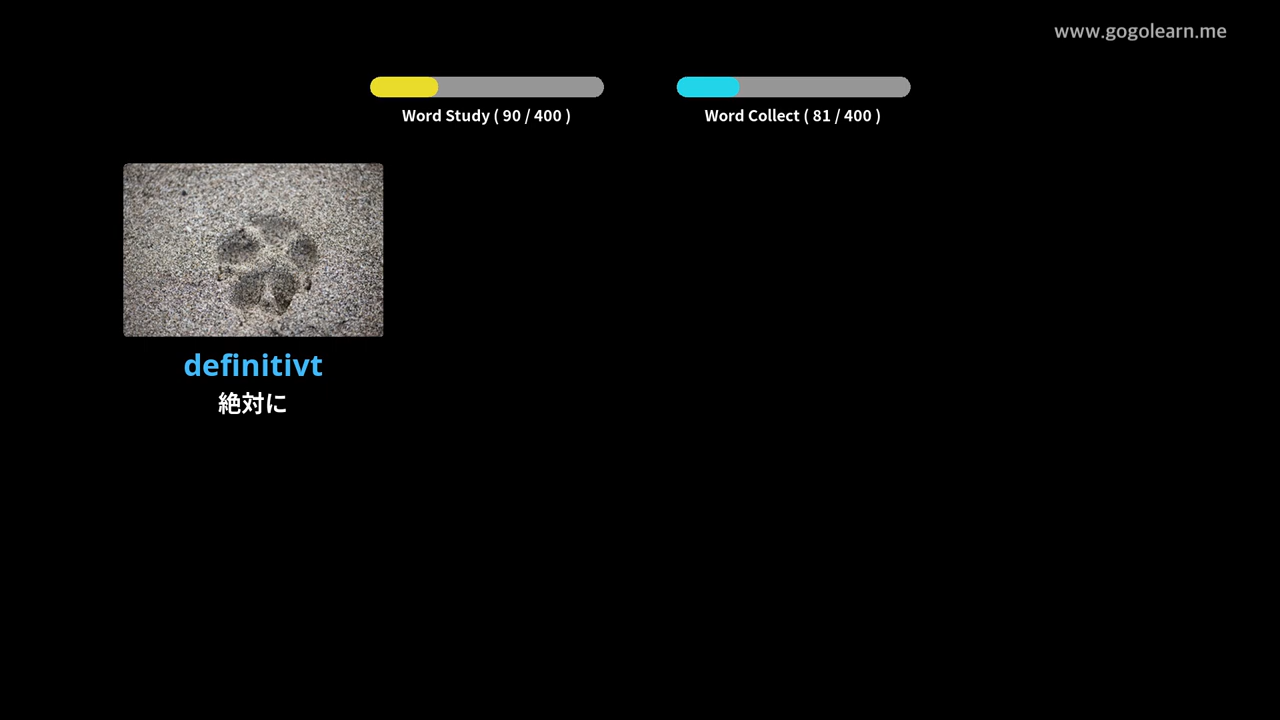 www.gogolearn.me
Word Study ( 90 / 400 )
Word Collect ( 81 / 400 )
definitivt
絶対に